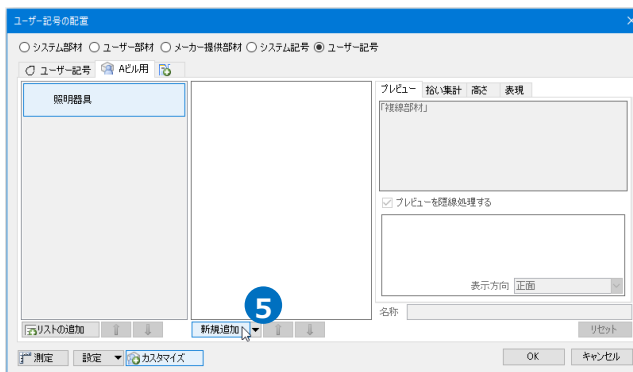 ユーザー記号の配置
システム部材 ユーザー部材 メーカー提供部材 システム記号 ユーザー記号
ユーザー記号 Aビル用
プレビュー 拾い集計 高さ 表現
照明器具
「複線部材」
プレビューを隠線処理する
表示方向 正面
5
名称
リストの追加 新規追加 リセット
測定 設定 カスタマイズ OK キャンセル